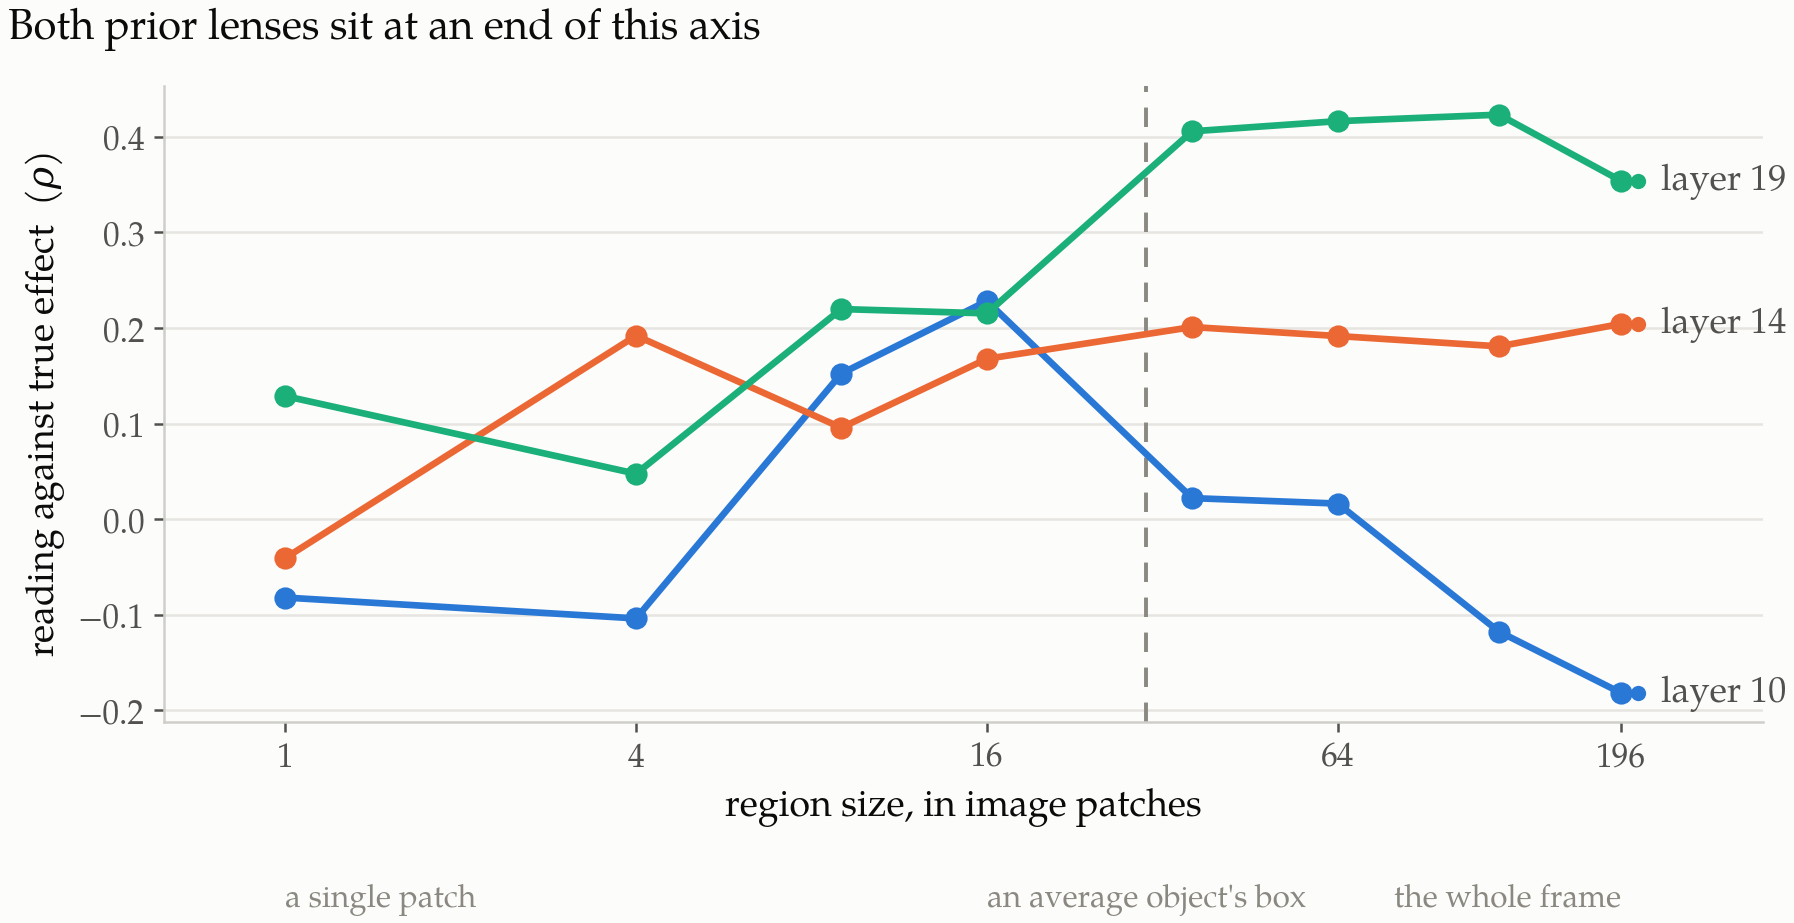 Both prior lenses sit at an end of this axis
reading against true effect (ρ)
0.4
0.3
0.2
0.1
0.0
−0.1
−0.2
layer 19
layer 14
layer 10
1 4 16 64 196
region size, in image patches
a single patch an average object's box the whole frame